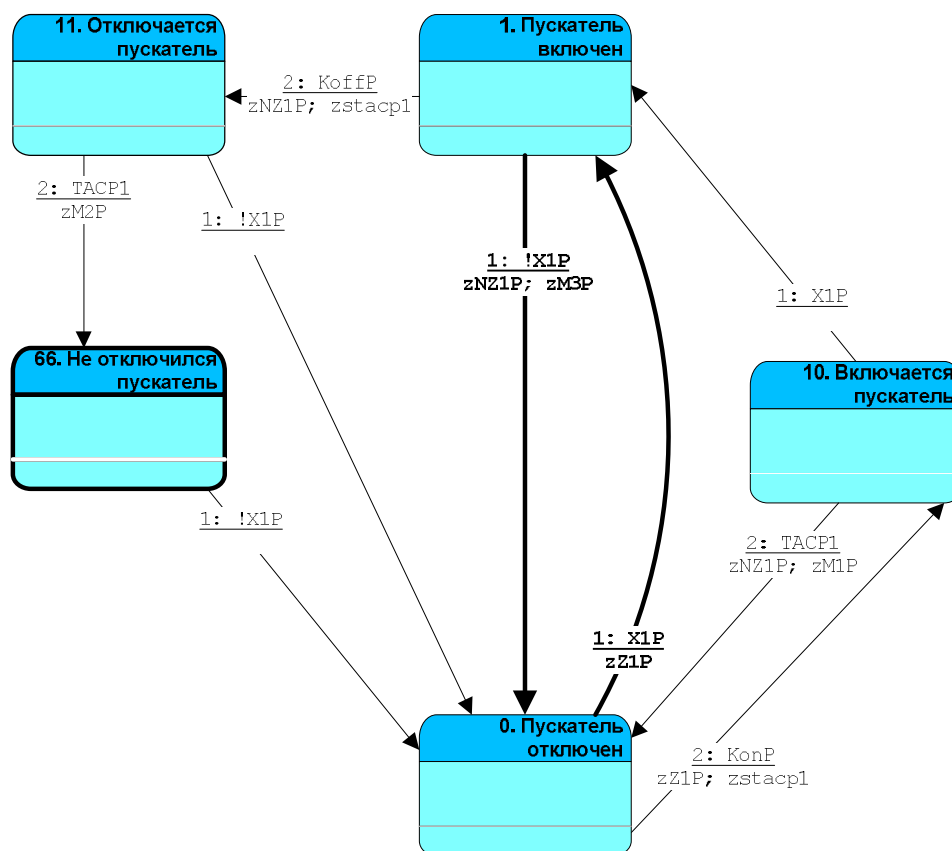 11. Отключается
пускатель
1. Пускатель
включен
2: KoffP
zNZ1P; zstacp1
2: TACP1
zM2P
1: !X1P
1: !X1P
zNZ1P; zM3P
1: X1P
66. Не отключился
пускатель
10. Включается
пускатель
1: !X1P
2: TACP1
zNZ1P; zM1P
1: X1P
zZ1P
0. Пускатель
отключен
2: KonP
zZ1P; zstacp1